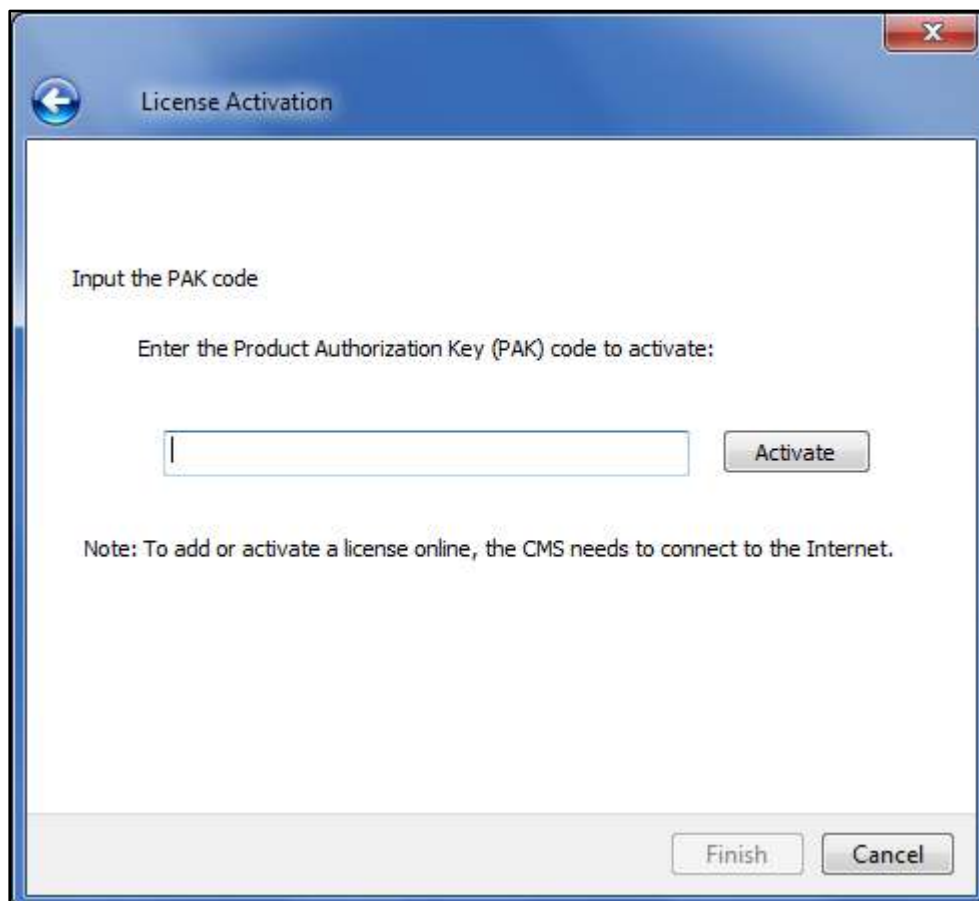 License Activation
Input the PAK code
Enter the Product Authorization Key (PAK) code to activate:
Activate
Note: To add or activate a license online, the CMS needs to connect to the Internet.
Finish
Cancel